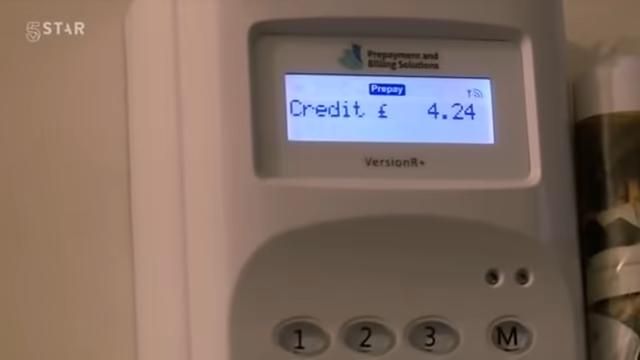 5STAR
Prepayment and
Billing Solutions
Prepay
Credit £ 4.24
VersionR+
1 2 3 M